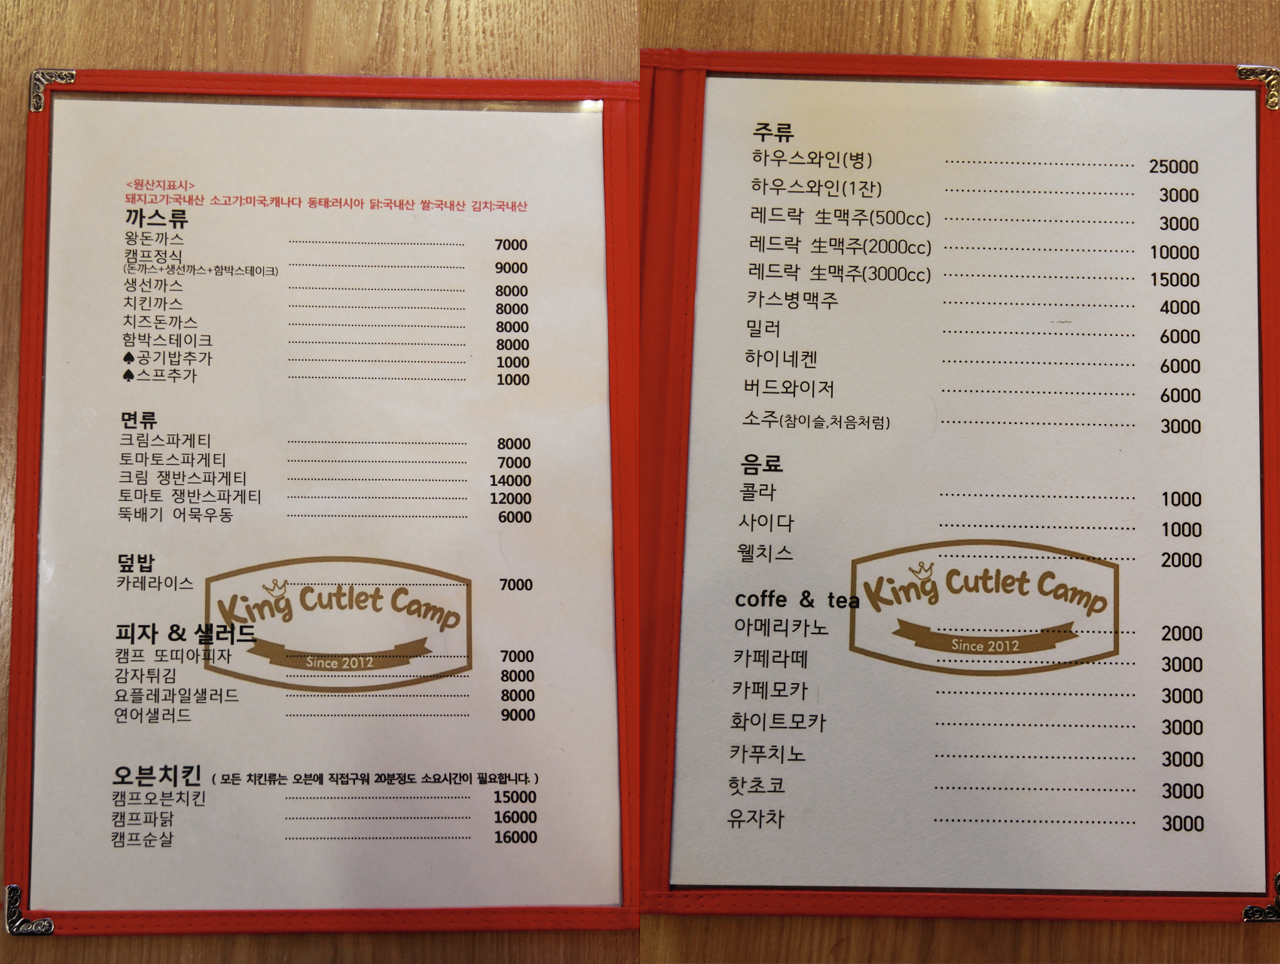 <원산지표시>
돼지고기:국내산 소고기:미국,캐나다 동태:러시아 닭:국내산 쌀:국내산 김치:국내산
까스류
왕돈까스 7000
캠프정식 9000
(돈까스+생선까스+함박스테이크)
생선까스 8000
치킨까스 8000
치즈돈까스 8000
함박스테이크 8000
♠공기밥추가 1000
♠스프추가 1000
면류
크림스파게티 8000
토마토스파게티 7000
크림 쟁반스파게티 14000
토마토 쟁반스파게티 12000
뚝배기 어묵우동 6000
덮밥
카레라이스 7000
King Cutlet Camp
Since 2012
피자 & 샐러드
캠프 또띠아피자 7000
감자튀김 8000
요플레과일샐러드 8000
연어샐러드 9000
오븐치킨 ( 모든 치킨류는 오븐에 직접구워 20분정도 소요시간이 필요합니다. )
캠프오븐치킨 15000
캠프파닭 16000
캠프순살 16000
주류
하우스와인(병) 25000
하우스와인(1잔) 3000
레드락 生맥주(500cc) 3000
레드락 生맥주(2000cc) 10000
레드락 生맥주(3000cc) 15000
카스병맥주 4000
밀러 6000
하이네켄 6000
버드와이저 6000
소주(참이슬,처음처럼) 3000
음료
콜라 1000
사이다 1000
웰치스 2000
King Cutlet Camp
Since 2012
coffe & tea
아메리카노 2000
카페라떼 3000
카페모카 3000
화이트모카 3000
카푸치노 3000
핫초코 3000
유자차 3000